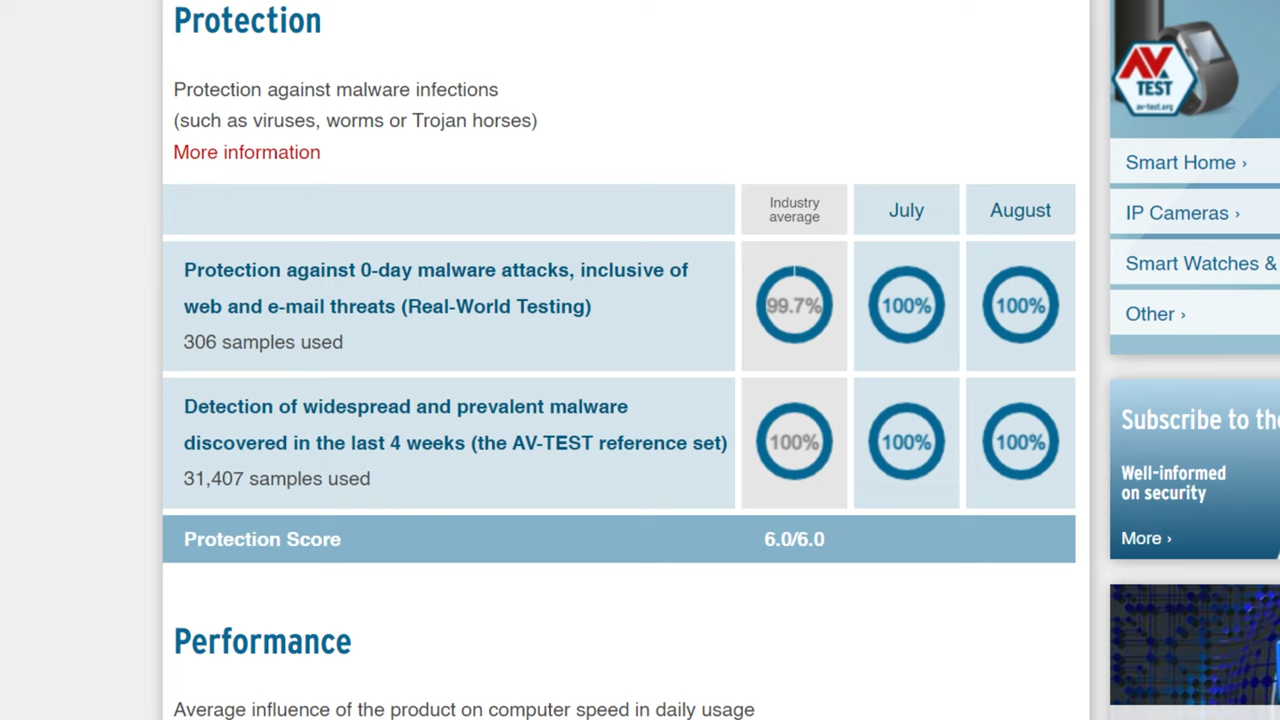 Protection
Protection against malware infections
(such as viruses, worms or Trojan horses)
More information
Industry
average
July
August
Protection against 0-day malware attacks, inclusive of
web and e-mail threats (Real-World Testing)
306 samples used
99.7%
100%
100%
Detection of widespread and prevalent malware
discovered in the last 4 weeks (the AV-TEST reference set)
31,407 samples used
100%
100%
100%
Protection Score
6.0/6.0
Performance
Average influence of the product on computer speed in daily usage
AV
TEST
av-test.org
Smart Home ›
IP Cameras ›
Smart Watches &
Other ›
Subscribe to the
Well-informed
on security
More ›